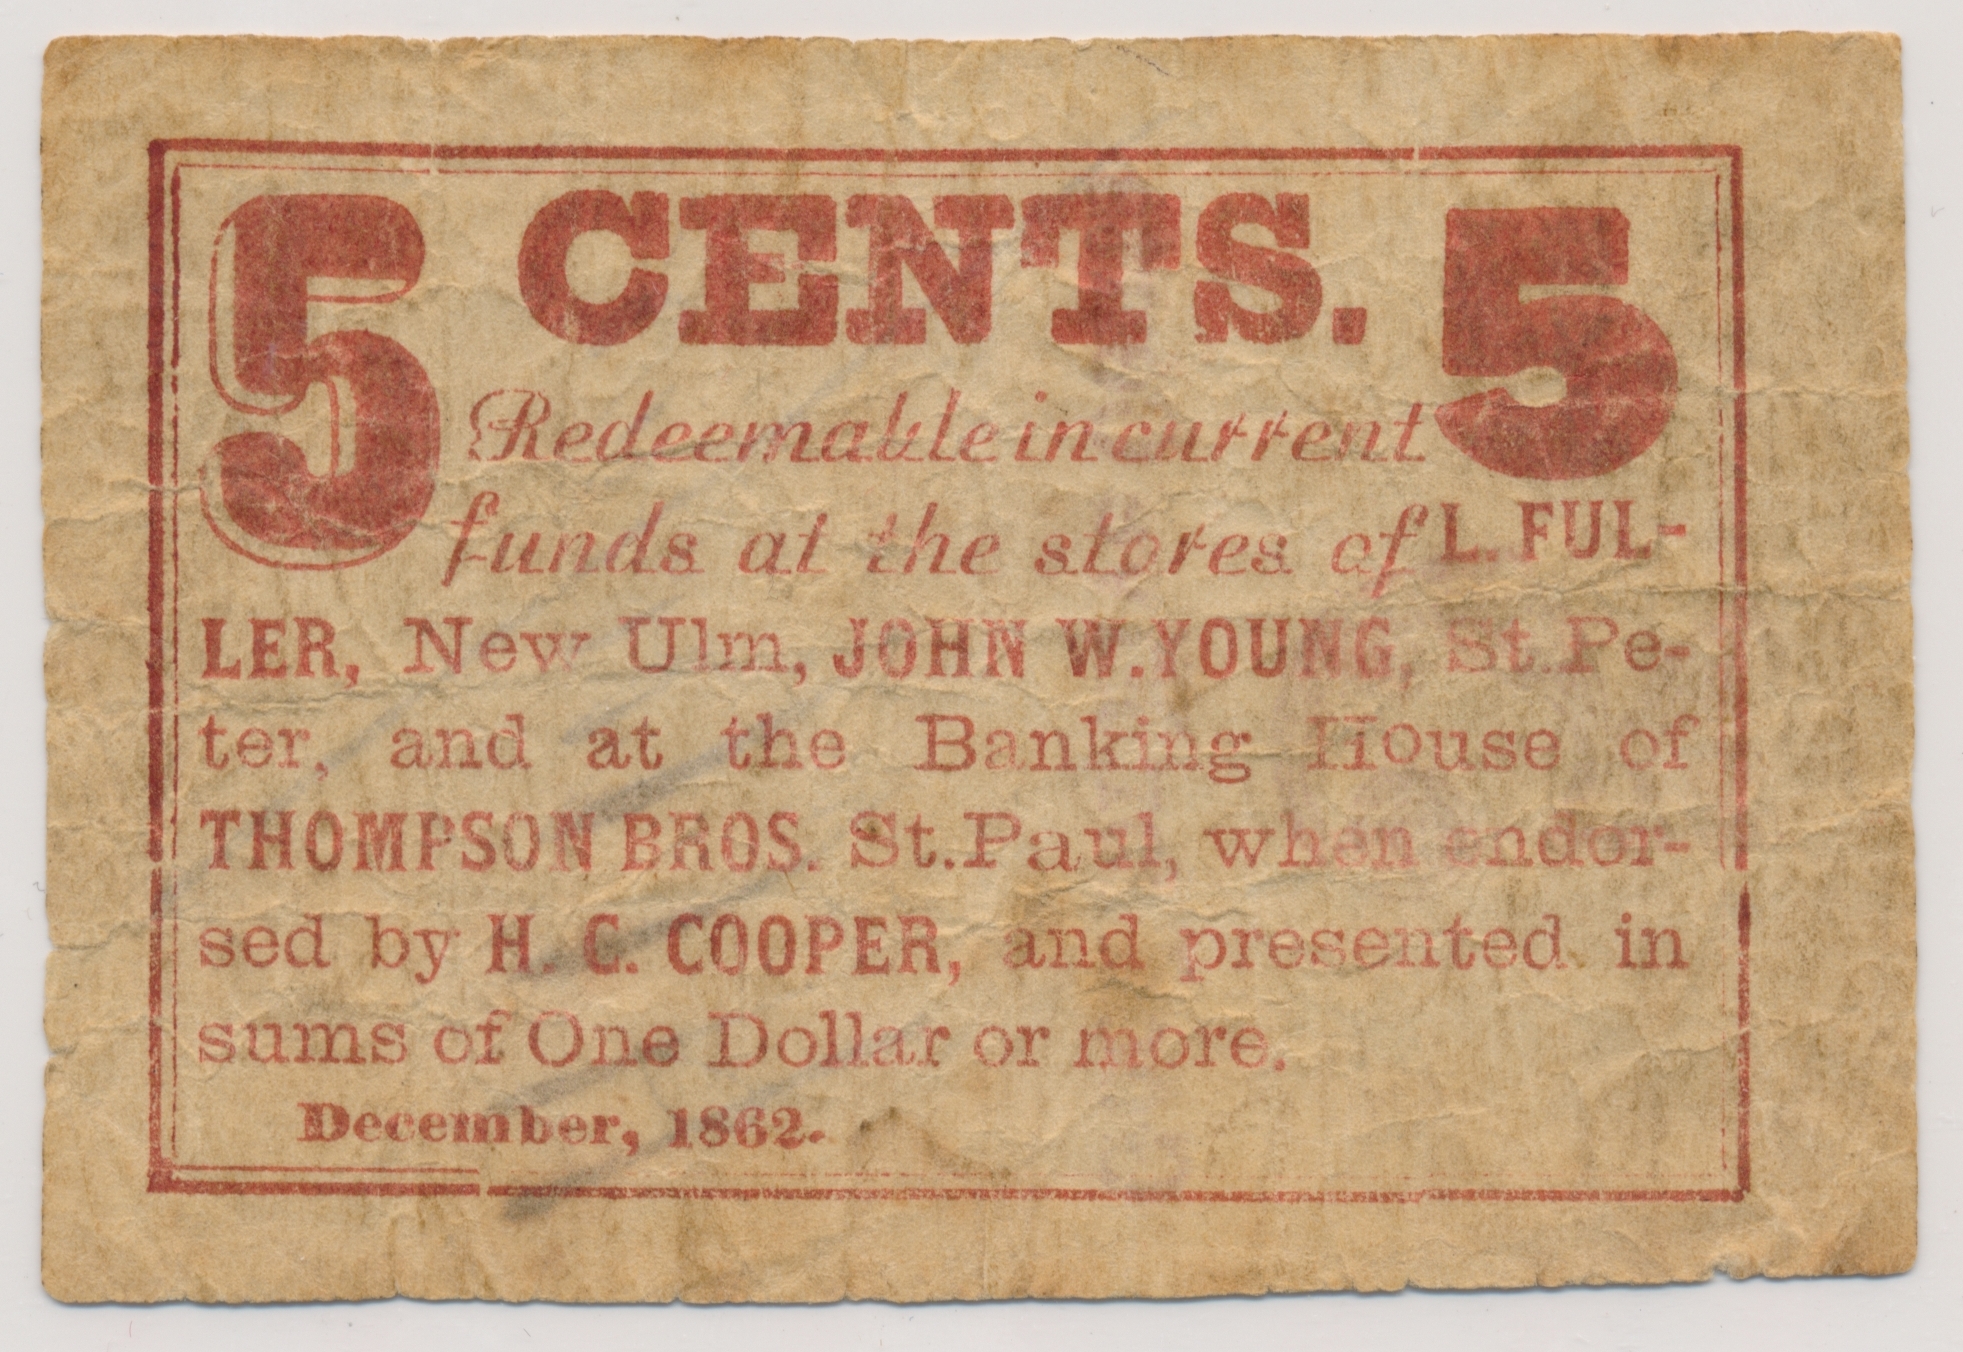 5 CENTS. 5
Redeemable in current
funds at the stores of L. FUL-
LER, New Ulm, JOHN W. YOUNG, St. Pe-
ter, and at the Banking House of
THOMPSON BROS. St. Paul, when endor-
sed by H. C. COOPER, and presented in
sums of One Dollar or more.
December, 1862.